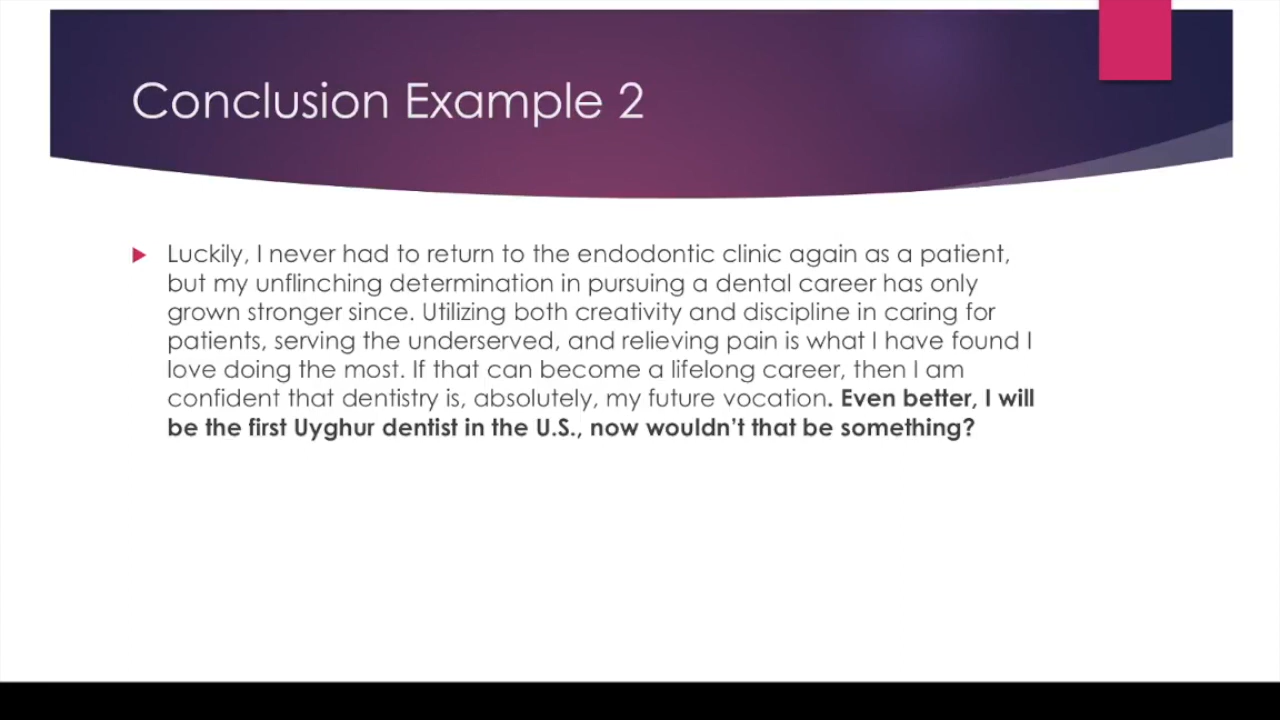 Conclusion Example 2
Luckily, I never had to return to the endodontic clinic again as a patient,
but my unflinching determination in pursuing a dental career has only
grown stronger since. Utilizing both creativity and discipline in caring for
patients, serving the underserved, and relieving pain is what I have found I
love doing the most. If that can become a lifelong career, then I am
confident that dentistry is, absolutely, my future vocation. Even better, I will
be the first Uyghur dentist in the U.S., now wouldn’t that be something?